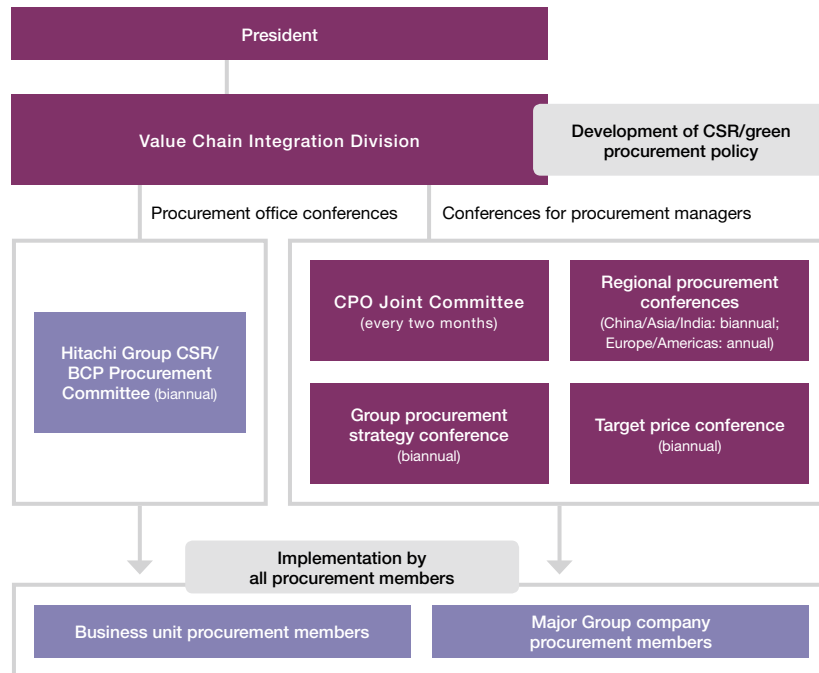 President
Value Chain Integration Division
Development of CSR/green
procurement policy
Procurement office conferences
Conferences for procurement managers
Hitachi Group CSR/
BCP Procurement
Committee (biannual)
CPO Joint Committee
(every two months)
Regional procurement
conferences
(China/Asia/India: biannual;
Europe/Americas: annual)
Group procurement
strategy conference
(biannual)
Target price conference
(biannual)
Implementation by
all procurement members
Business unit procurement members
Major Group company
procurement members